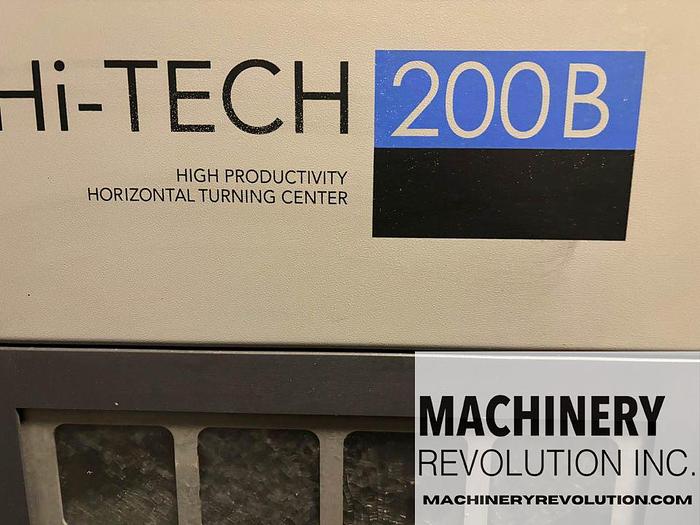 Hi-TECH 200B
HIGH PRODUCTIVITY
HORIZONTAL TURNING CENTER
MACHINERY
REVOLUTION INC.
MACHINERYREVOLUTION.COM